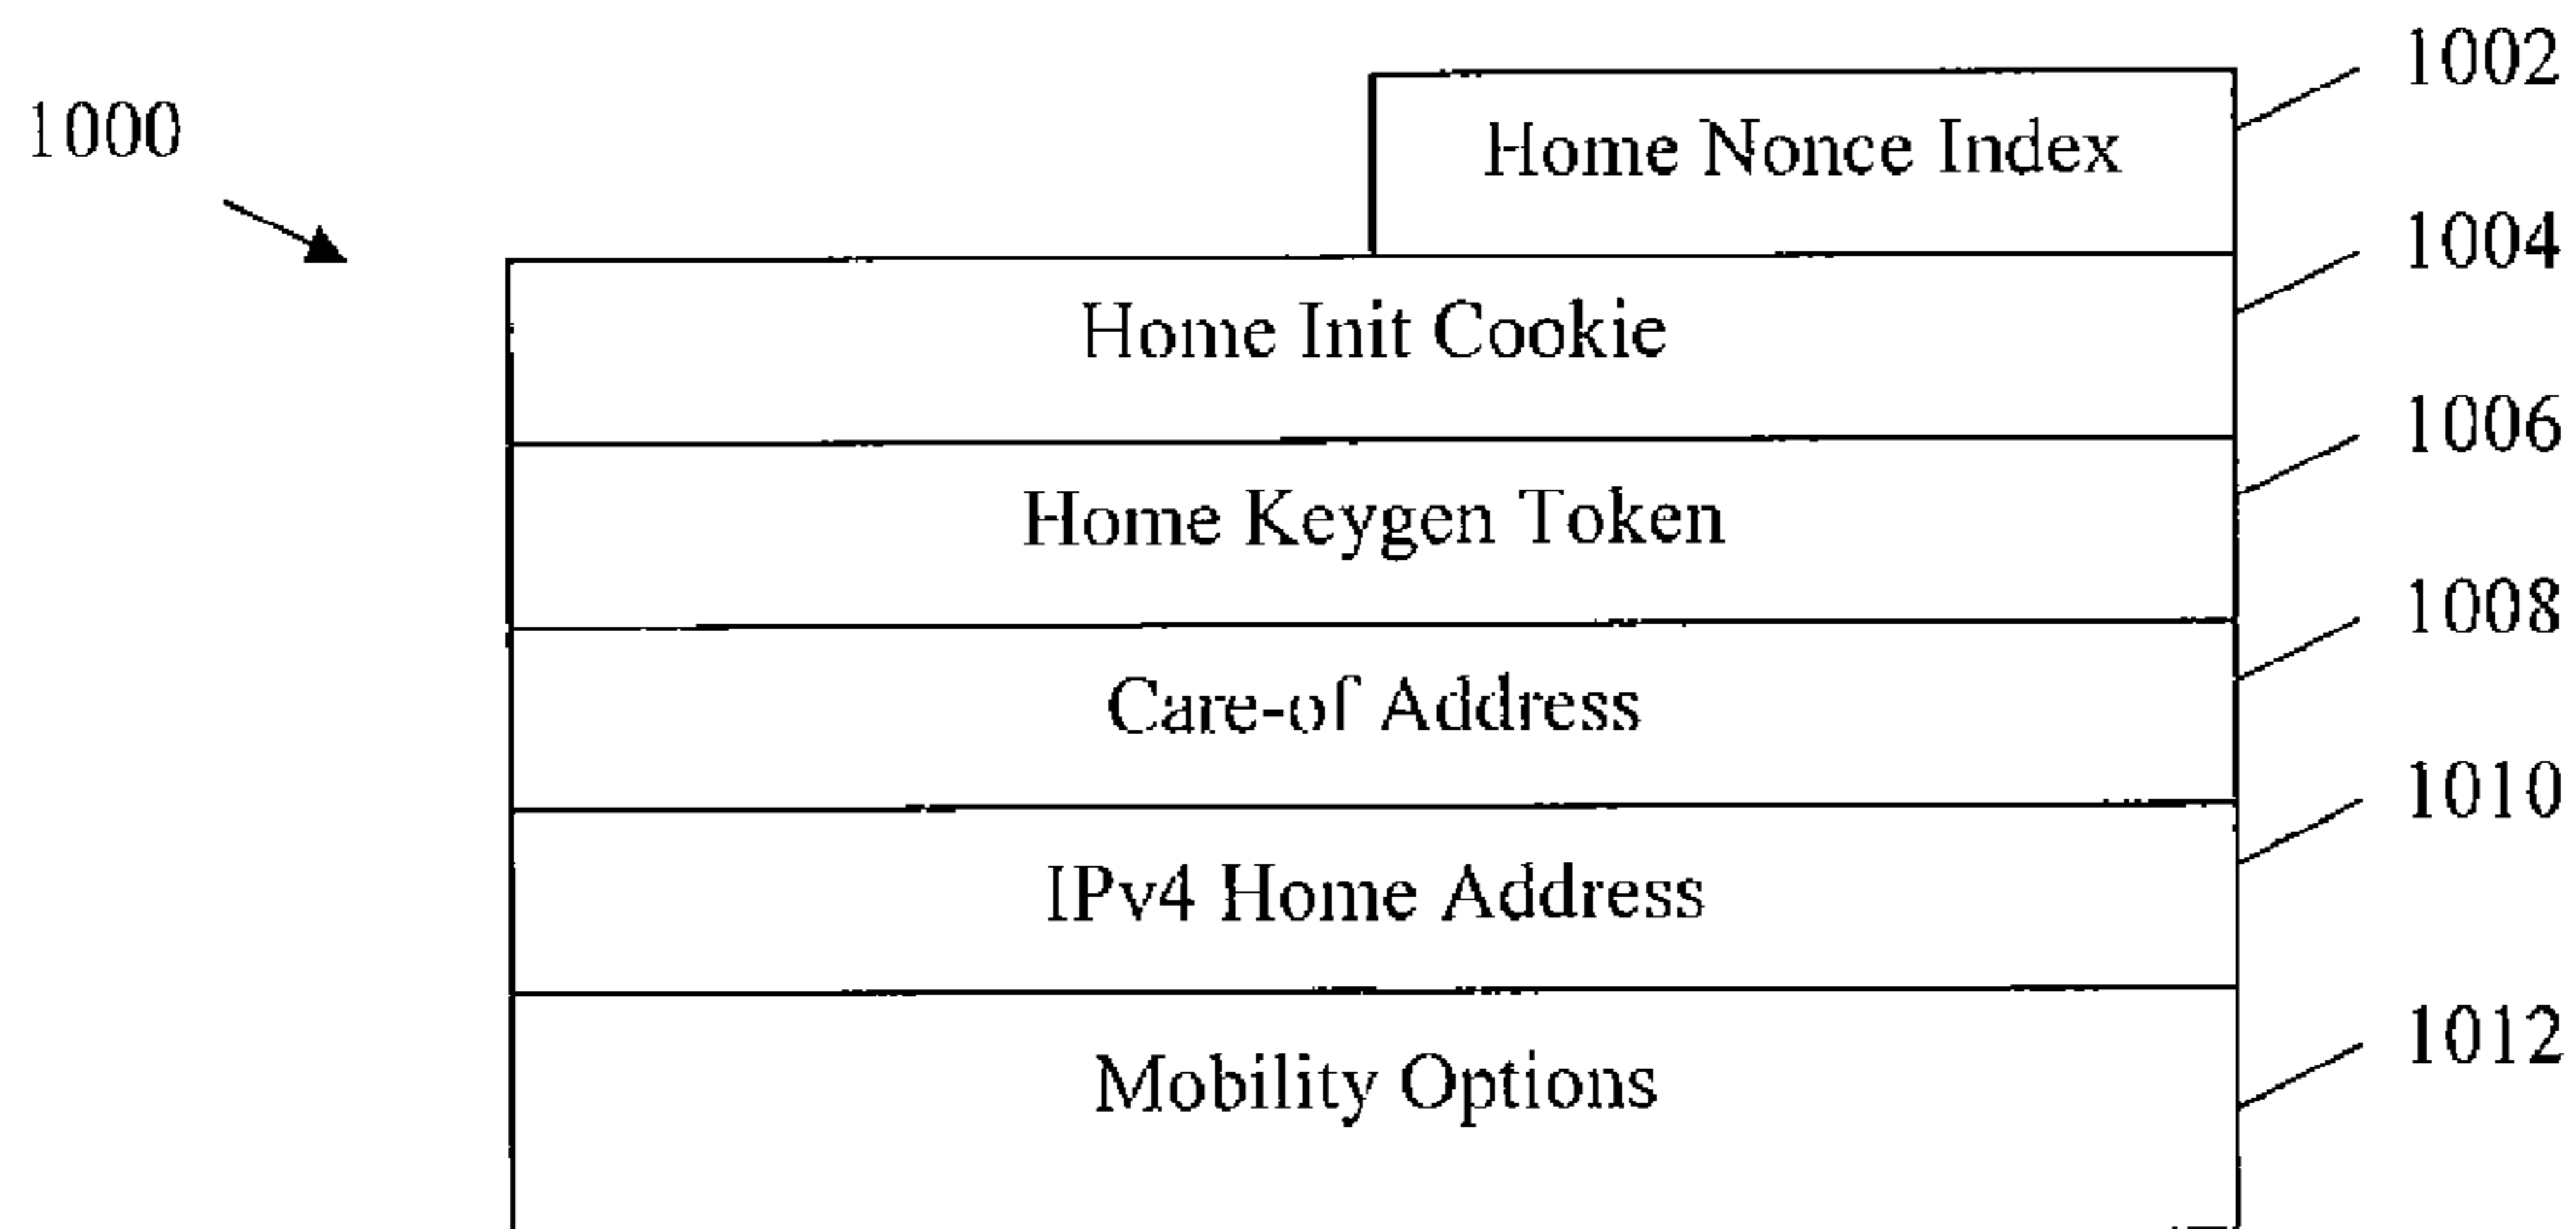 1000
Home Nonce Index
1002
Home Init Cookie
1004
Home Keygen Token
1006
Care-of Address
1008
IPv4 Home Address
1010
Mobility Options
1012